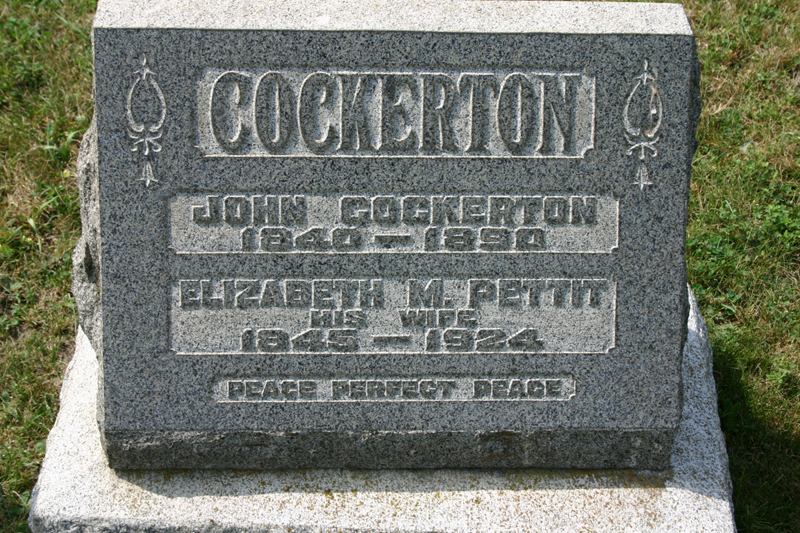 COCKERTON
JOHN COCKERTON
1840 – 1890
ELIZABETH M. PETTIT
HIS WIFE
1845 – 1924
PEACE PERFECT PEACE